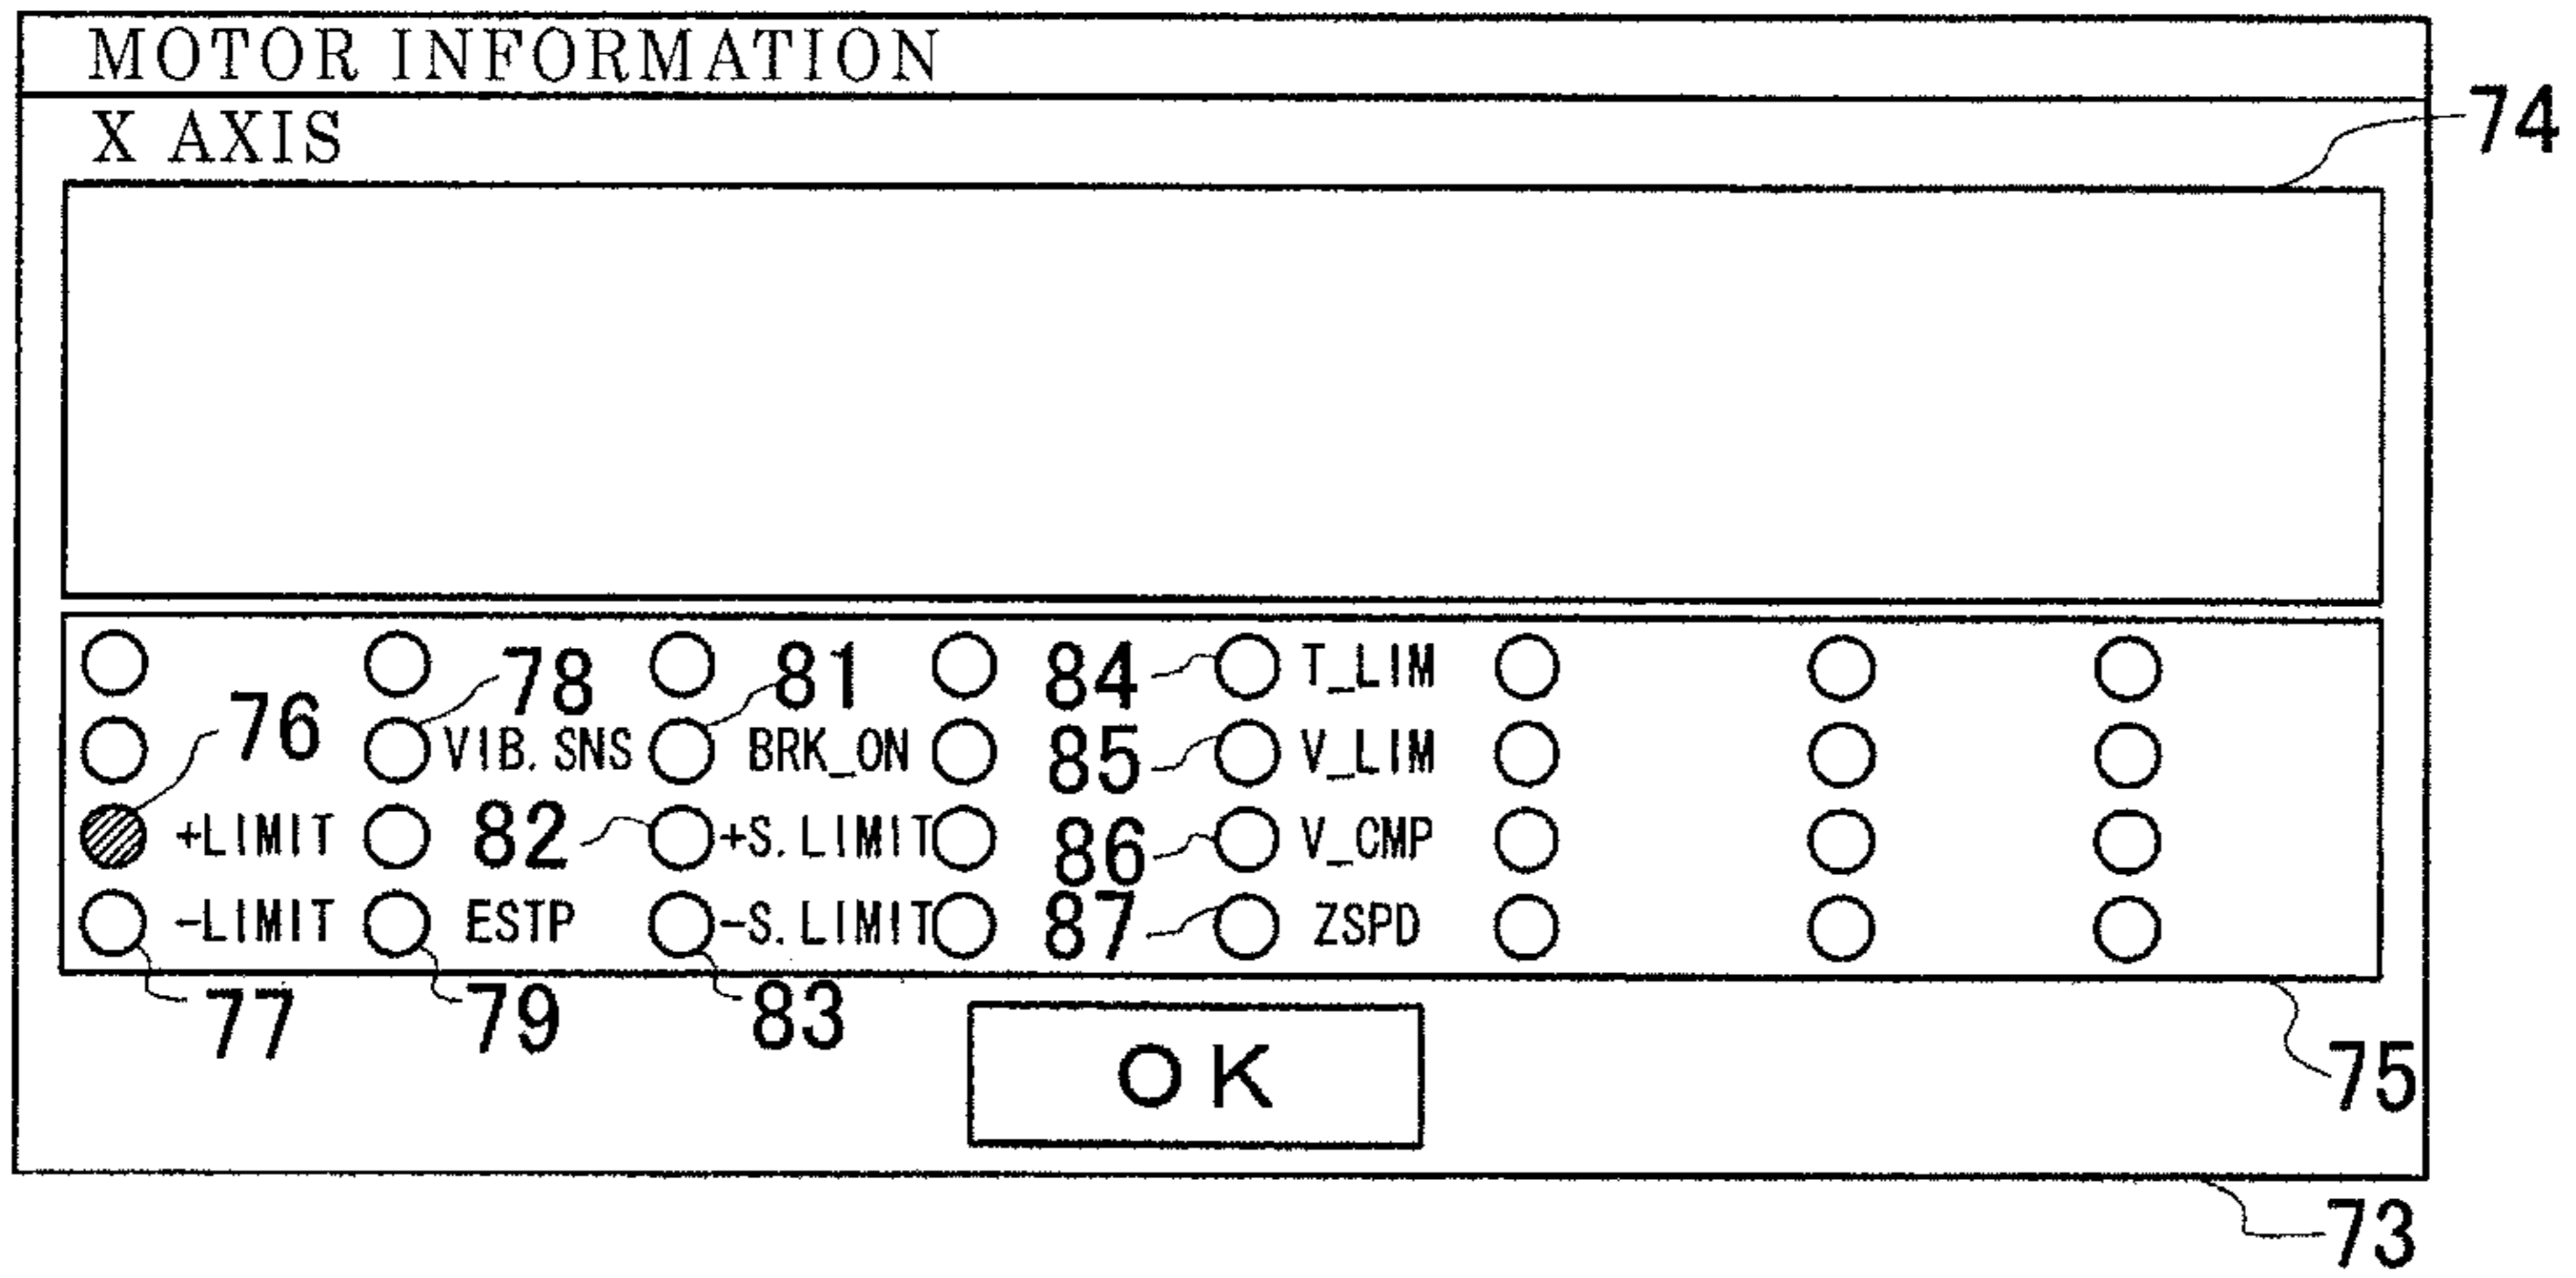 MOTOR INFORMATION
X AXIS
74
84 T_LIM
76 78 VIB.SNS 81 BRK_ON 85 V_LIM
+LIMIT 82 +S.LIMIT 86 V_CMP
-LIMIT ESTP -S.LIMIT 87 ZSPD
77 79 83
OK
75
73